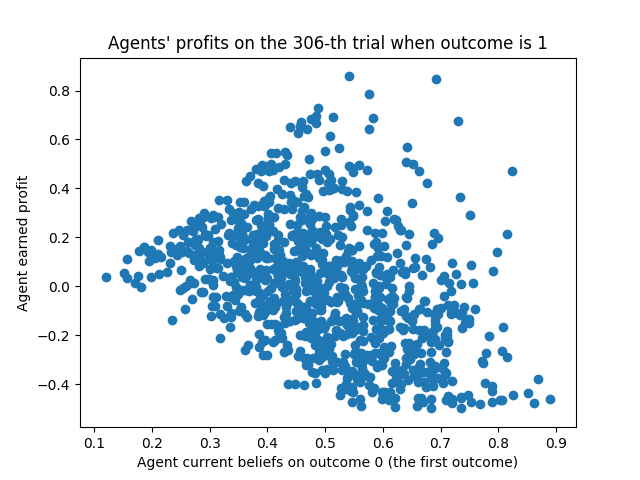 Agents' profits on the 306-th trial when outcome is 1
Agent earned profit
0.8
0.6
0.4
0.2
0.0
−0.2
−0.4
0.1 0.2 0.3 0.4 0.5 0.6 0.7 0.8 0.9
Agent current beliefs on outcome 0 (the first outcome)